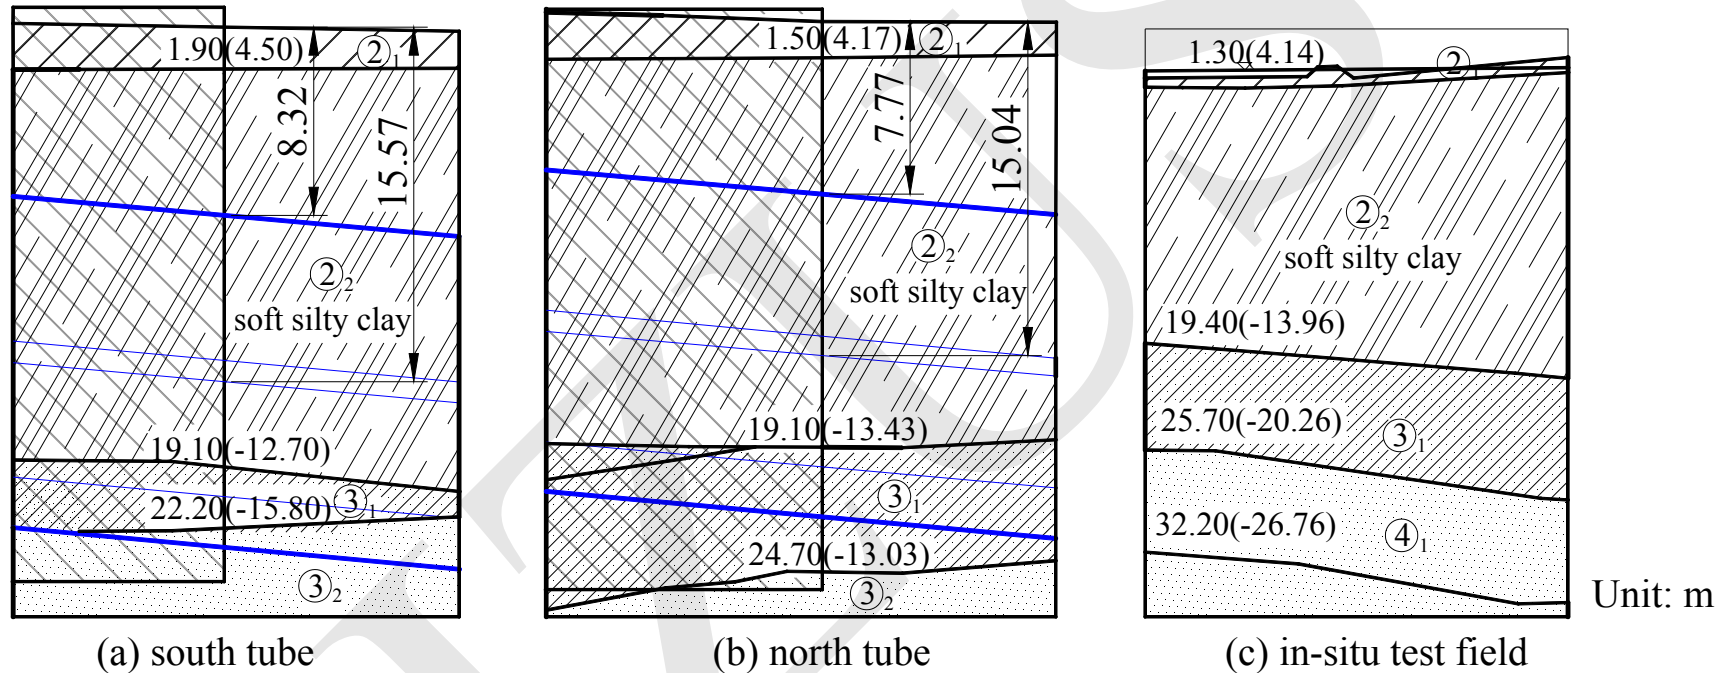 1.90(4.50) ②₁
8.32
15.57
②₂
soft silty clay
19.10(-12.70)
22.20(-15.80) ③₁
③₂
(a) south tube
1.50(4.17) ②₁
7.77
15.04
②₂
soft silty clay
19.10(-13.43)
③₁
24.70(-13.03)
③₂
(b) north tube
1.30(4.14) ②₁
②₂
soft silty clay
19.40(-13.96)
25.70(-20.26) ③₁
32.20(-26.76) ④₁
(c) in-situ test field
Unit: m